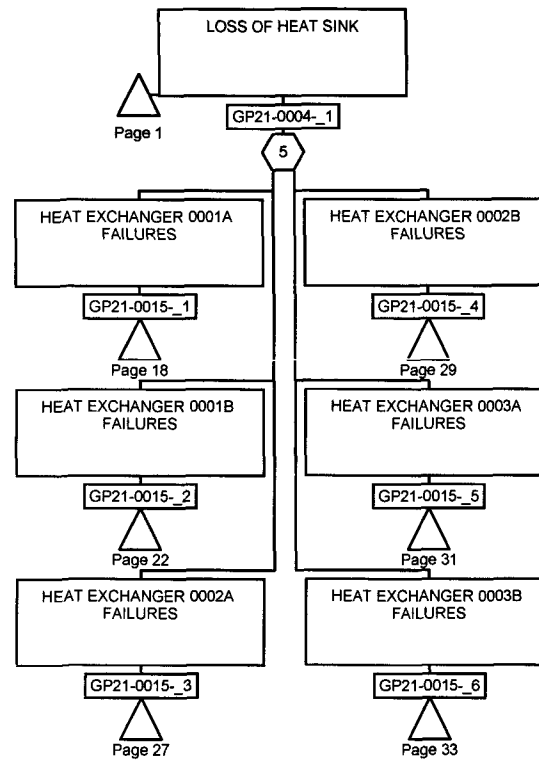 LOSS OF HEAT SINK
Page 1
GP21-0004-_1
5
HEAT EXCHANGER 0001A
FAILURES
GP21-0015-_1
Page 18
HEAT EXCHANGER 0002B
FAILURES
GP21-0015-_4
Page 29
HEAT EXCHANGER 0001B
FAILURES
GP21-0015-_2
Page 22
HEAT EXCHANGER 0003A
FAILURES
GP21-0015-_5
Page 31
HEAT EXCHANGER 0002A
FAILURES
GP21-0015-_3
Page 27
HEAT EXCHANGER 0003B
FAILURES
GP21-0015-_6
Page 33